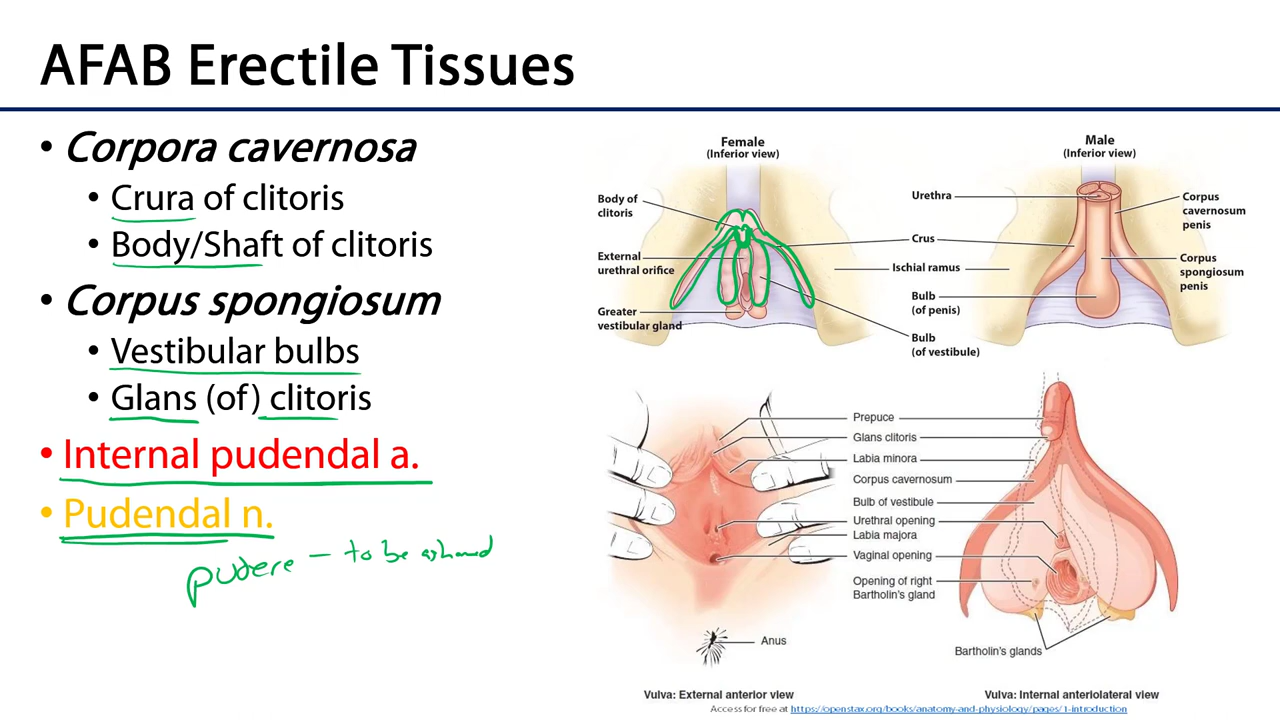 AFAB Erectile Tissues
• Corpora cavernosa
• Crura of clitoris
• Body/Shaft of clitoris
• Corpus spongiosum
• Vestibular bulbs
• Glans (of) clitoris
• Internal pudendal a.
• Pudendal n.
pudere – to be ashamed
Female
(Inferior view)
Body of
clitoris
External
urethral orifice
Greater
vestibular gland
Male
(Inferior view)
Urethra
Crus
Ischial ramus
Bulb
(of penis)
Bulb
(of vestibule)
Corpus
cavernosum
penis
Corpus
spongiosum
penis
Prepuce
Glans clitoris
Labia minora
Corpus cavernosum
Bulb of vestibule
Urethral opening
Labia majora
Vaginal opening
Opening of right
Bartholin's gland
Anus
Bartholin's glands
Vulva: External anterior view
Vulva: Internal anteriolateral view
Access for free at https://openstax.org/books/anatomy-and-physiology/pages/1-introduction